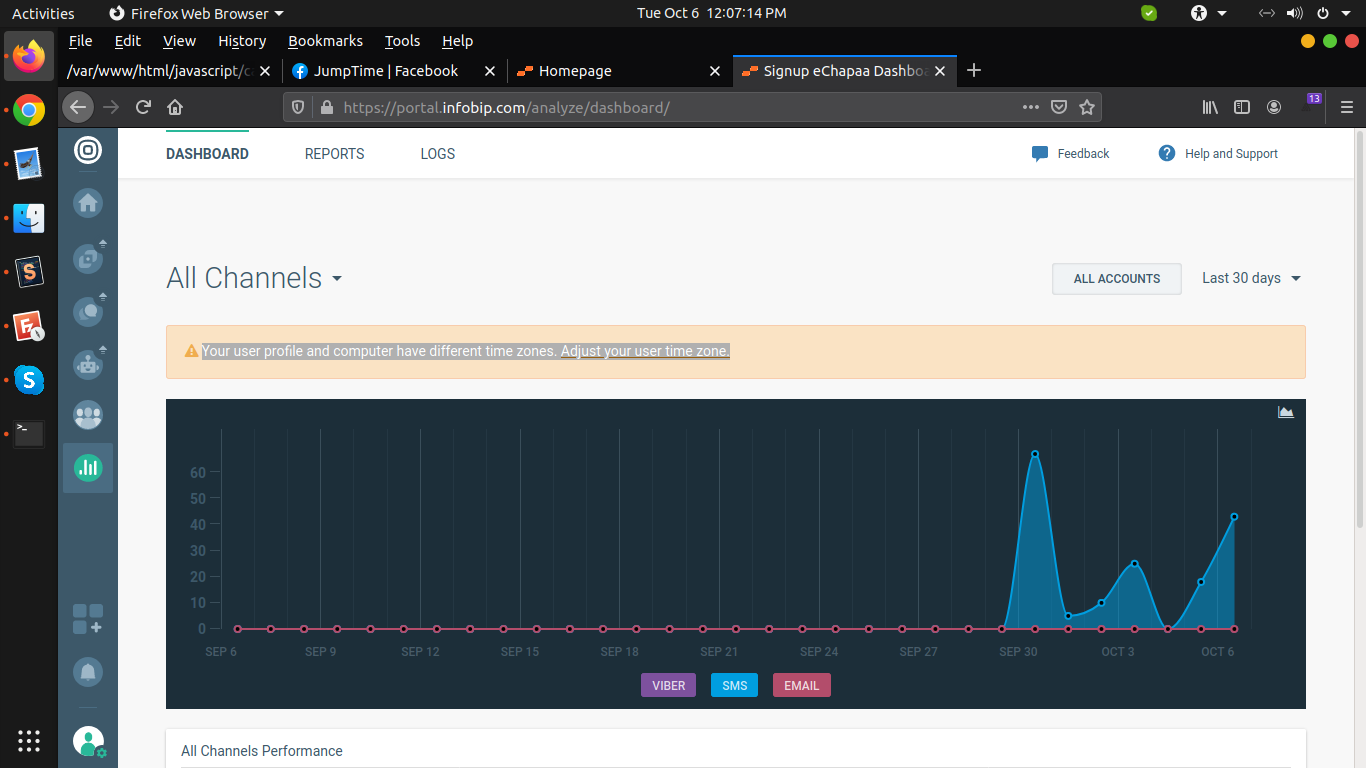 Activities
Firefox Web Browser
Tue Oct 6 12:07:14 PM
File Edit View History Bookmarks Tools Help
/var/www/html/javascript/c
JumpTime | Facebook
Homepage
Signup eChapaa Dashbo
https://portal.infobip.com/analyze/dashboard/
13
DASHBOARD REPORTS LOGS
Feedback
Help and Support
All Channels
ALL ACCOUNTS
Last 30 days
Your user profile and computer have different time zones. Adjust your user time zone.
60
50
40
30
20
10
0
SEP 6 SEP 9 SEP 12 SEP 15 SEP 18 SEP 21 SEP 24 SEP 27 SEP 30 OCT 3 OCT 6
VIBER SMS EMAIL
All Channels Performance